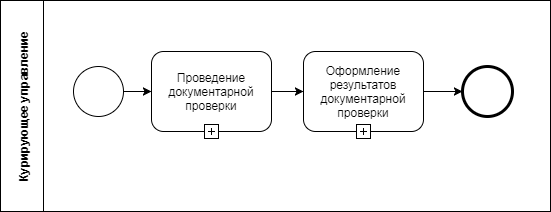 Курирующее управление
Проведение
документарной
проверки
Оформление
результатов
документарной
проверки